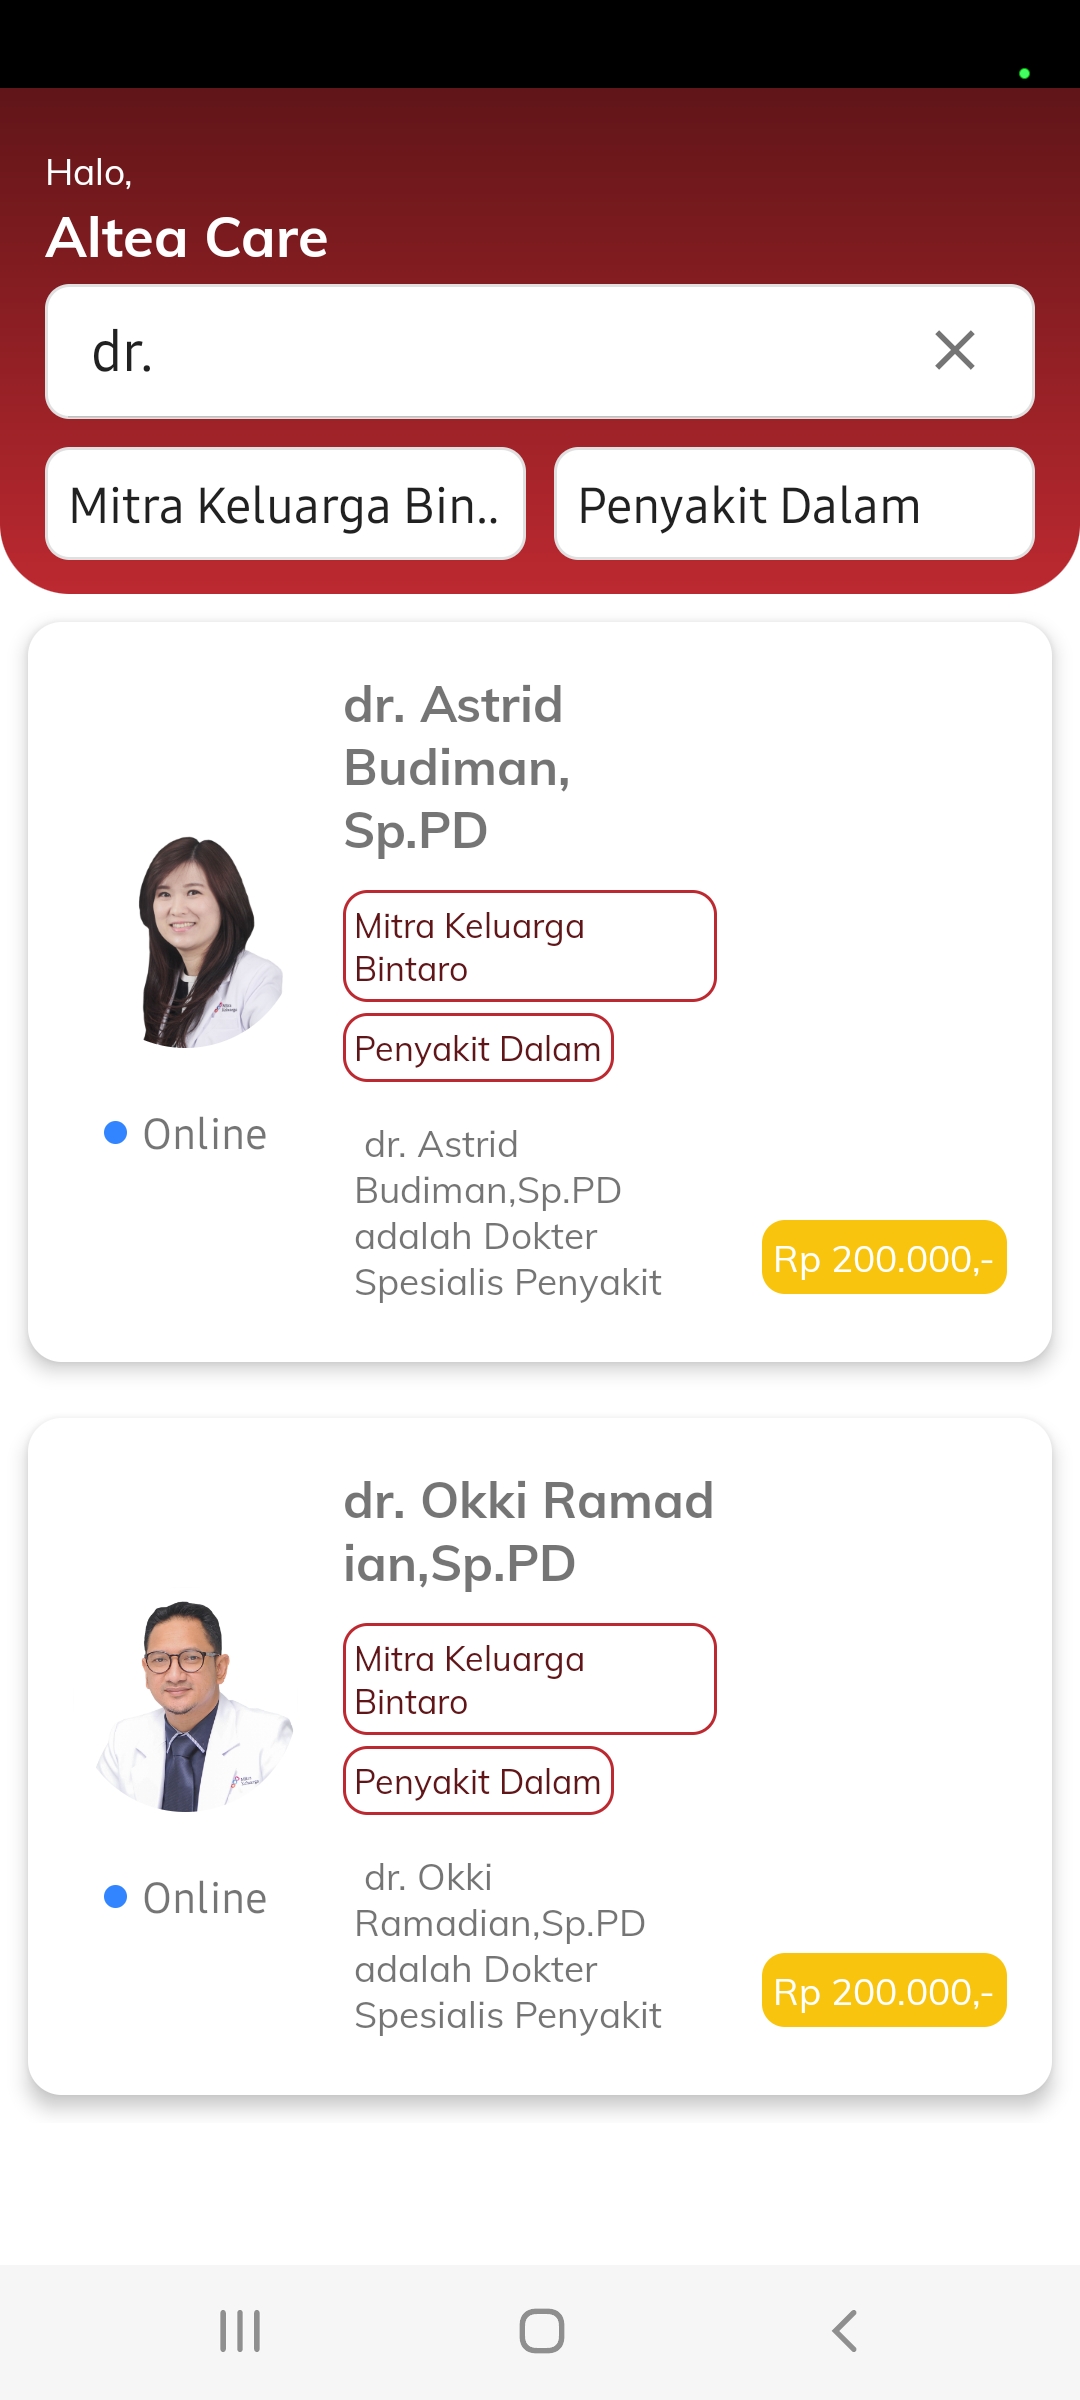 Halo,
Altea Care
dr.
Mitra Keluarga Bin..
Penyakit Dalam
dr. Astrid
Budiman,
Sp.PD
Mitra Keluarga
Bintaro
Penyakit Dalam
Online
dr. Astrid
Budiman,Sp.PD
adalah Dokter
Spesialis Penyakit
Rp 200.000,-
dr. Okki Ramad
ian,Sp.PD
Mitra Keluarga
Bintaro
Penyakit Dalam
Online
dr. Okki
Ramadian,Sp.PD
adalah Dokter
Spesialis Penyakit
Rp 200.000,-